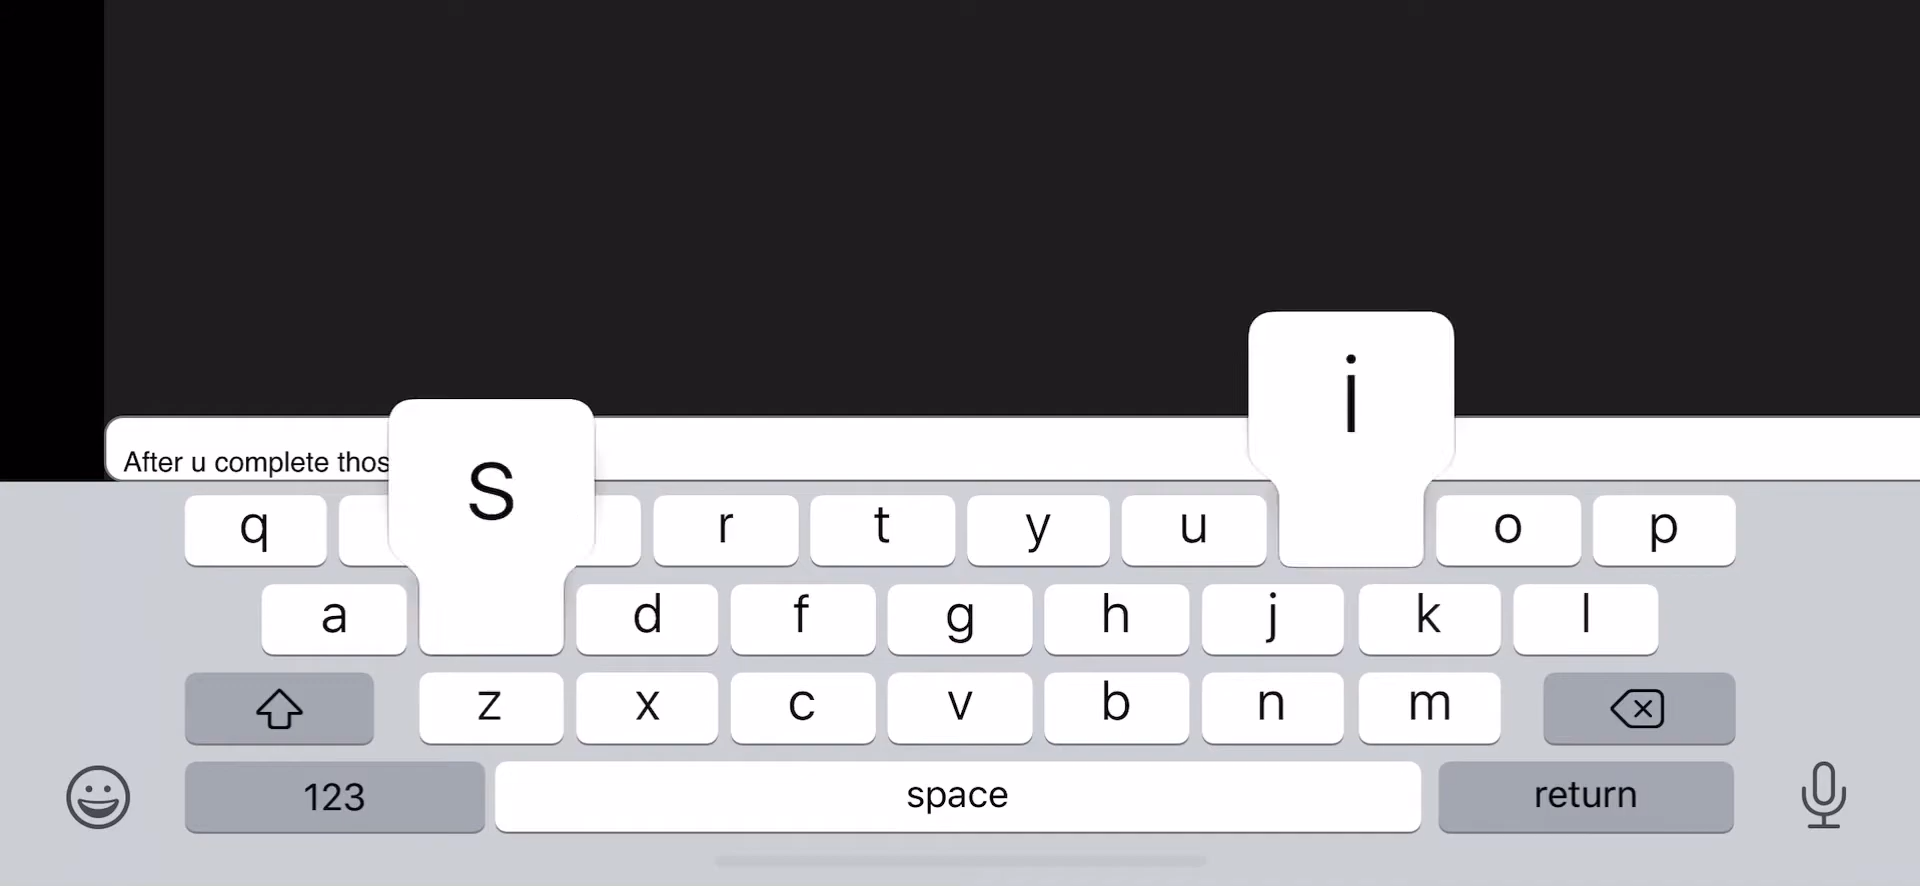 i
After u complete thos
s
q r t y u o p
a d f g h j k l
z x c v b n m
123 space return